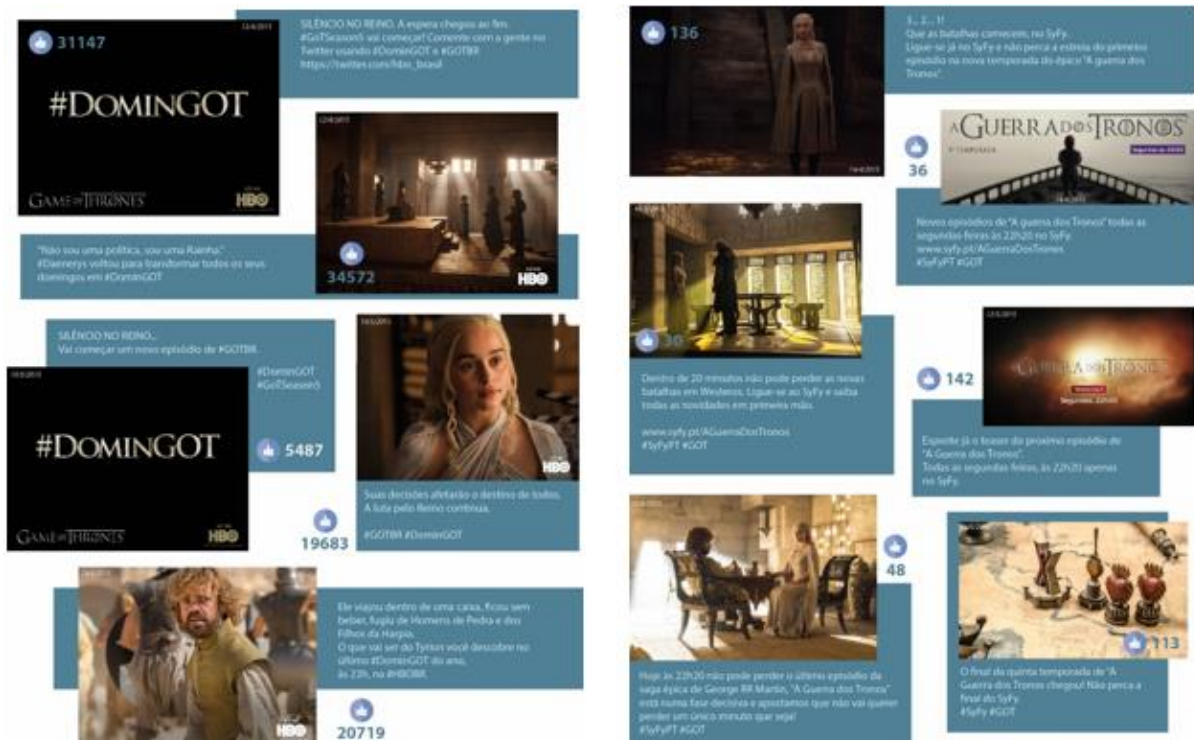 12/4/2015
31147
#DOMINGOT
GAME OF THRONES
HBO
SILÊNCIO NO REINO. A espera chegou ao fim.
#GoTSeason5 vai começar! Comente com a gente no
Twitter usando #DominGOT e #GOTBR
https://twitter.com/hbo_brasil
34572
HBO
"Não sou uma política, sou uma Rainha."
#Daenerys voltou para transformar todos os seus
domingos em #DominGOT
SILÊNCIO NO REINO...
Vai começar um novo episódio de #GOTBR.
#DominGOT
#GoTSeason5
#DOMINGOT
5487
GAME OF THRONES
HBO
HBO
Suas decisões afetarão o destino de todos.
A luta pelo Reino continua.
#GOTBR #DominGOT
19683
Ele viajou dentro de uma caixa, ficou sem
beber, fugiu de Homens de Pedra e dos
Filhos da Harpia.
O que vai ser do Tyrion você descobre no
último #DominGOT do ano,
às 22h, na #HBOBR.
HBO
20719
136
3... 2... 1!
Que as batalhas comecem, no SyFy.
Ligue-se já no SyFy e não perca a estreia do primeiro
episódio na nova temporada do épico "A guerra dos
Tronos".
A GUERRA DOS TRONOS
5ª TEMPORADA
36
Novos episódios de "A guerra dos Tronos" todas as
segundas-feiras às 22h20 no SyFy.
www.syfy.pt/AGuerraDosTronos
#SyFyPT #GOT
30
Dentro de 20 minutos não pode perder as novas
batalhas em Westeros. Ligue-se ao SyFy e saiba
todas as novidades em primeira mão.
www.syfy.pt/AGuerraDosTronos
#SyFyPT #GOT
142
GUERRA DOS TRONOS
Segundas, 22h20
Espreite já o teaser do próximo episódio de
"A Guerra dos Tronos".
Todas as segundas feiras, às 22h20 apenas
no SyFy.
48
Hoje às 22h20 não pode perder o último episódio da
saga épica de George RR Martin, "A Guerra dos Tronos"
está numa fase-decisiva e apostamos que não vai querer
perder um único minuto que seja!
#SyFyPT #GOT
113
O final da quinta temporada de "A
Guerra dos Tronos chegou! Não perca a
final do SyFy.
#SyFy #GOT